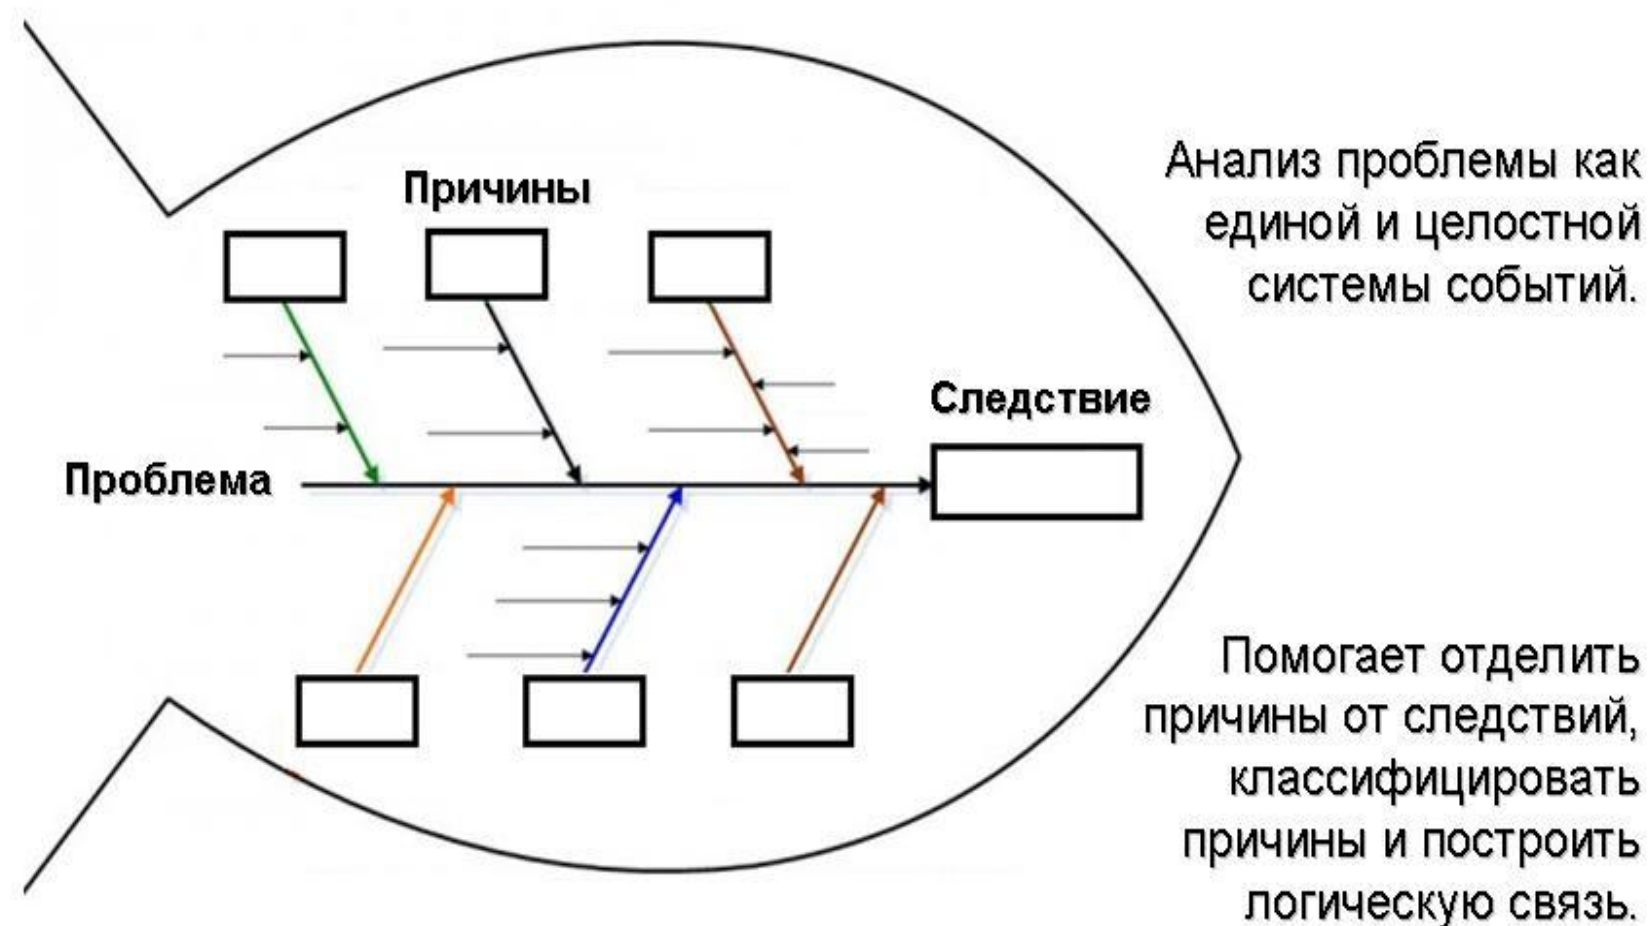 Причины
Анализ проблемы как
единой и целостной
системы событий.
Следствие
Проблема
Помогает отделить
причины от следствий,
классифицировать
причины и построить
логическую связь.